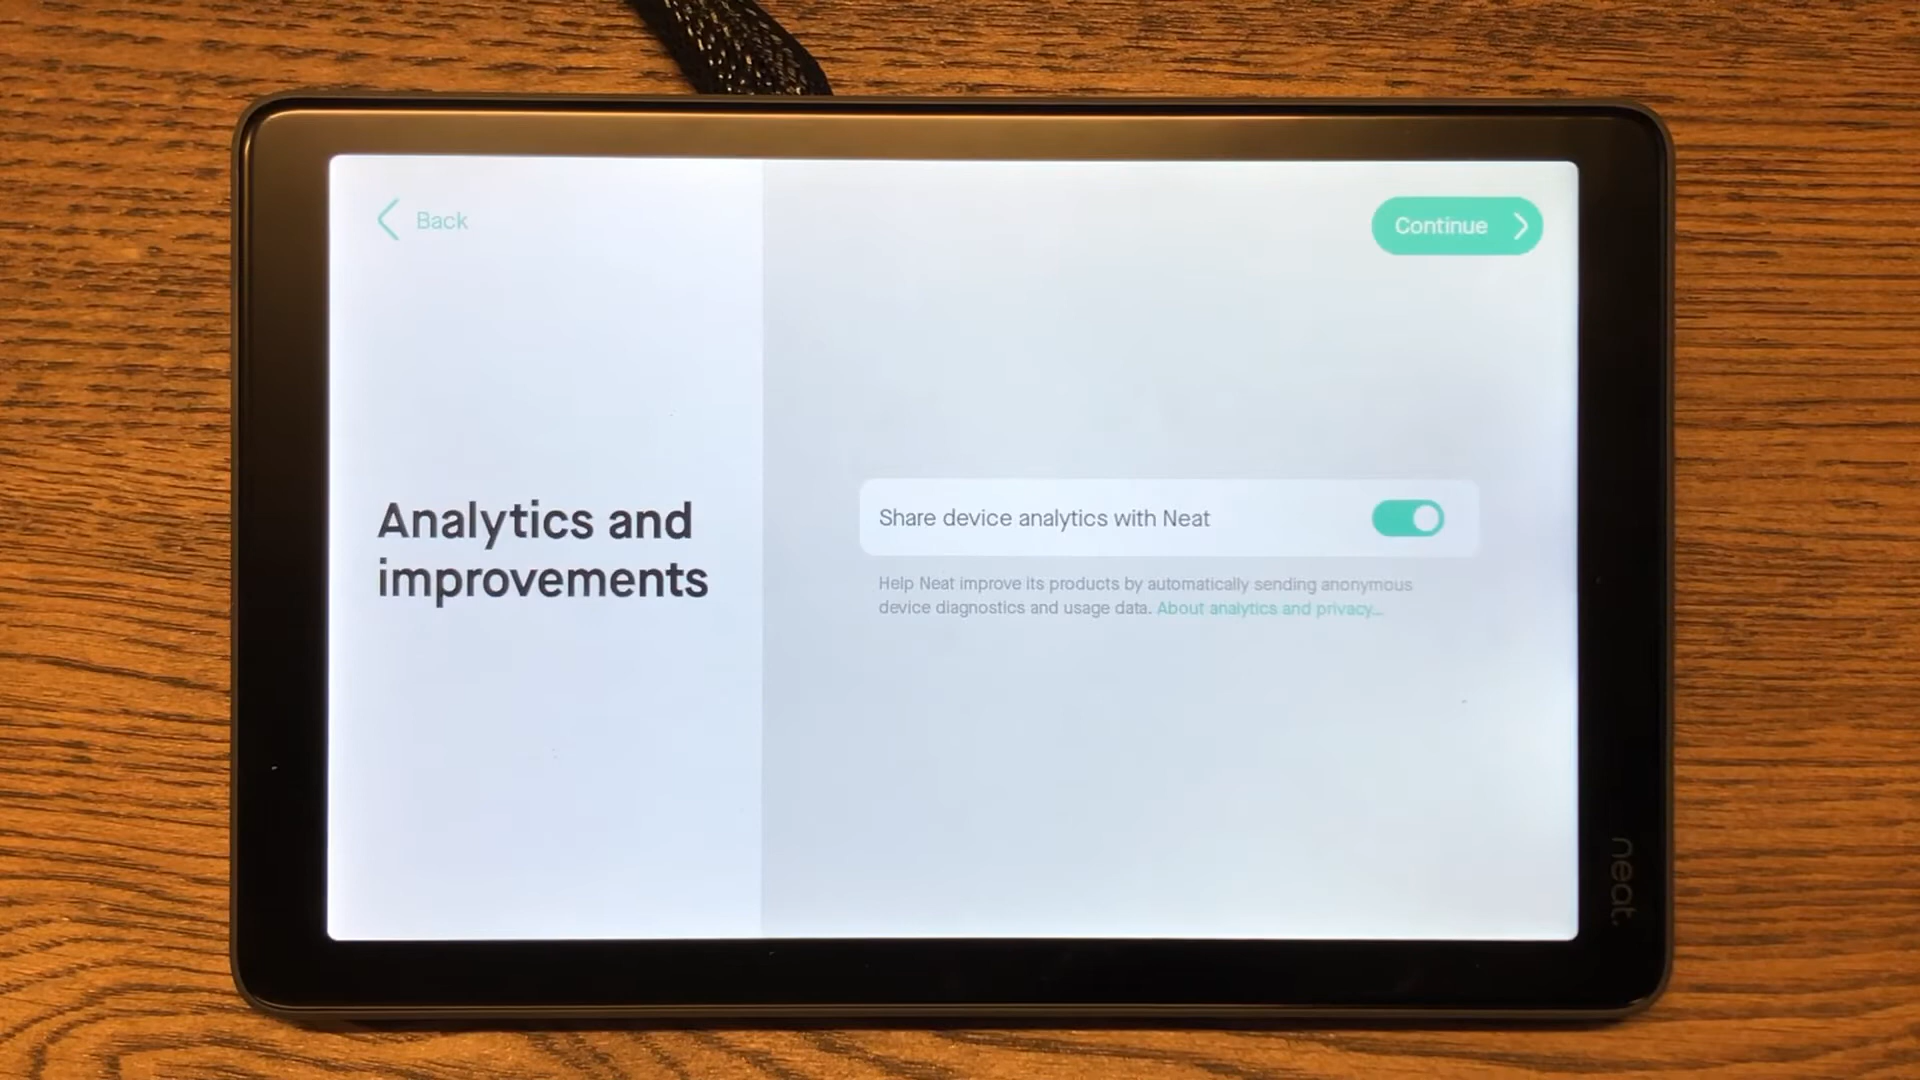 Back
Continue
Analytics and
improvements
Share device analytics with Neat
Help Neat improve its products by automatically sending anonymous
device diagnostics and usage data. About analytics and privacy...
neat.